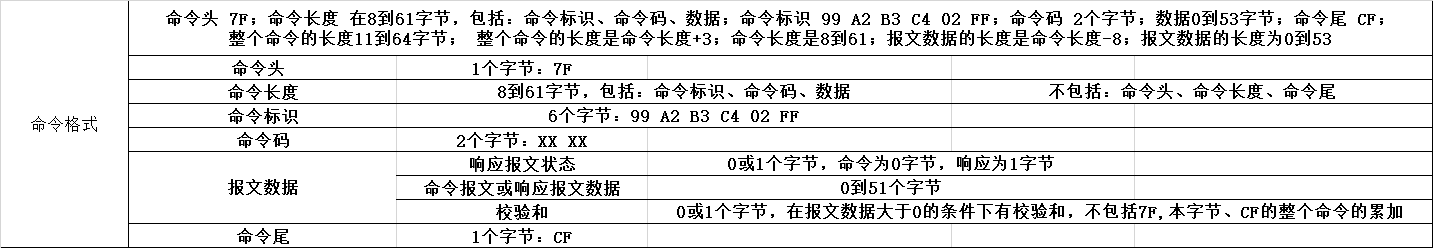 命令头 7F；命令长度 在8到61字节，包括：命令标识、命令码、数据；命令标识 99 A2 B3 C4 02 FF；命令码 2个字节；数据0到53字节；命令尾 CF；
整个命令的长度11到64字节； 整个命令的长度是命令长度+3；命令长度是8到61；报文数据的长度是命令长度-8；报文数据的长度为0到53
命令格式
命令头 1个字节：7F
命令长度 8到61字节，包括：命令标识、命令码、数据 不包括：命令头、命令长度、命令尾
命令标识 6个字节：99 A2 B3 C4 02 FF
命令码 2个字节：XX XX
报文数据
响应报文状态 0或1个字节，命令为0字节，响应为1字节
命令报文或响应报文数据 0到51个字节
校验和 0或1个字节，在报文数据大于0的条件下有校验和，不包括7F,本字节、CF的整个命令的累加
命令尾 1个字节：CF